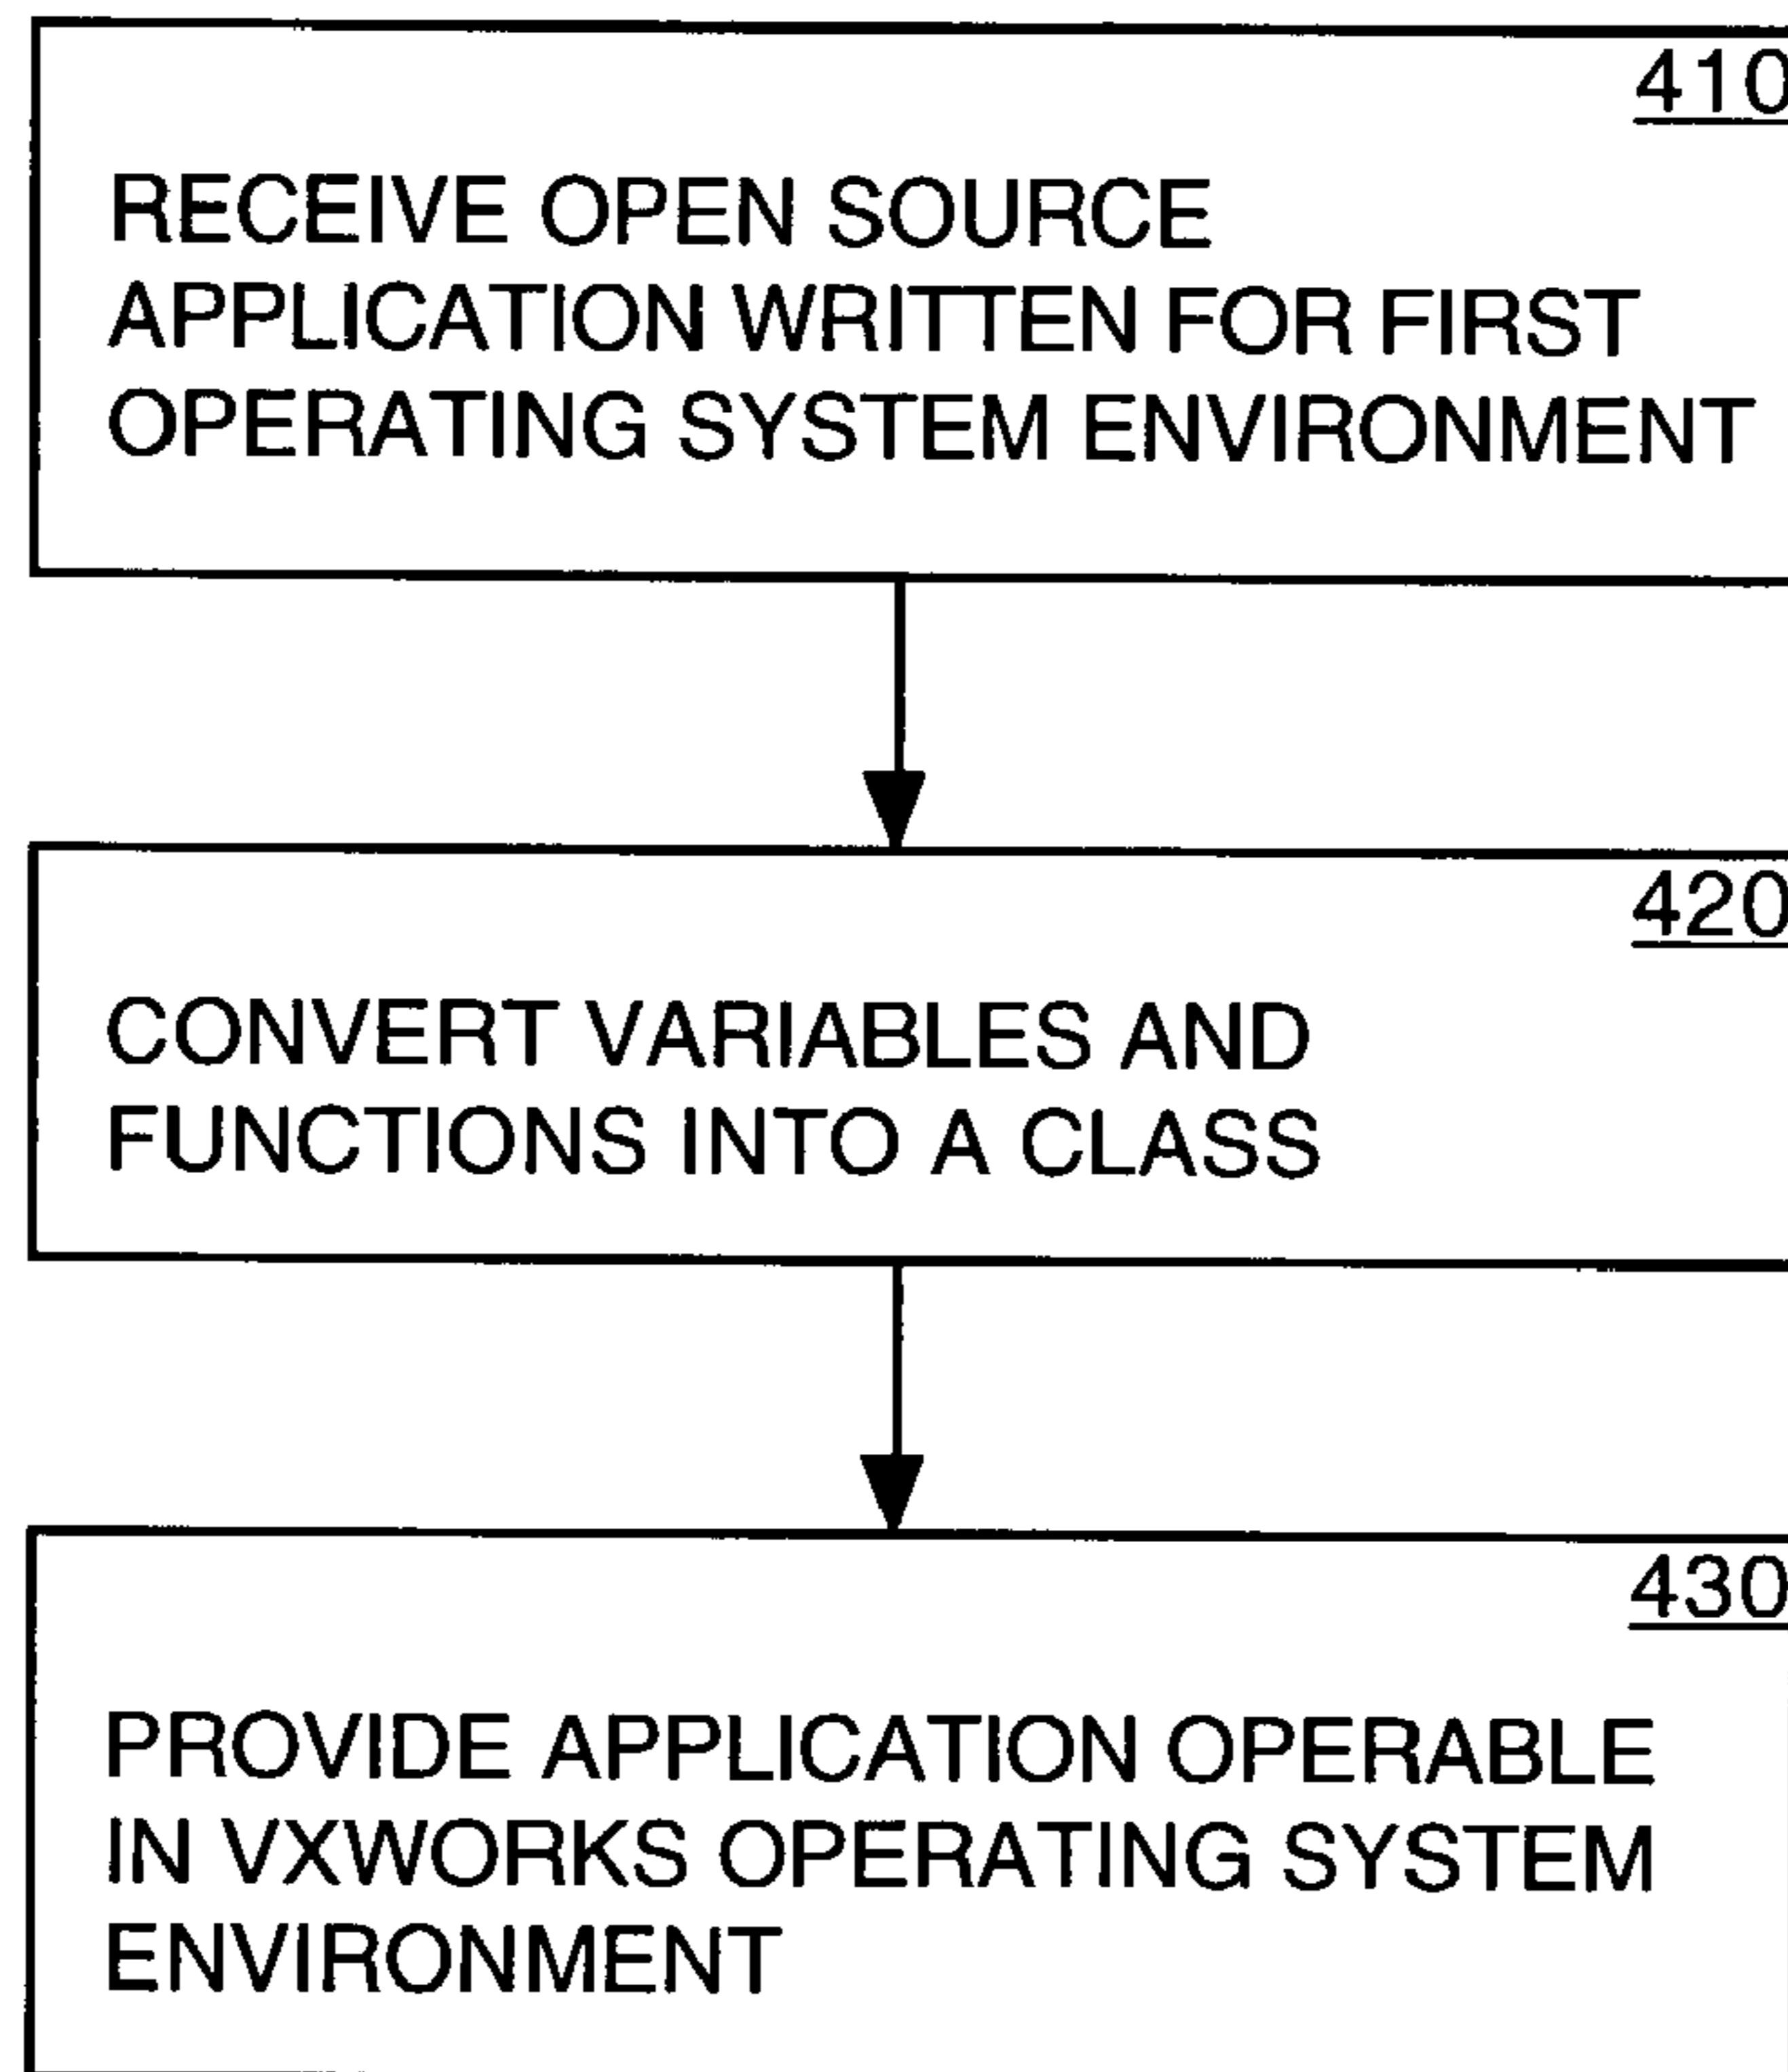 410
RECEIVE OPEN SOURCE
APPLICATION WRITTEN FOR FIRST
OPERATING SYSTEM ENVIRONMENT
420
CONVERT VARIABLES AND
FUNCTIONS INTO A CLASS
430
PROVIDE APPLICATION OPERABLE
IN VXWORKS OPERATING SYSTEM
ENVIRONMENT